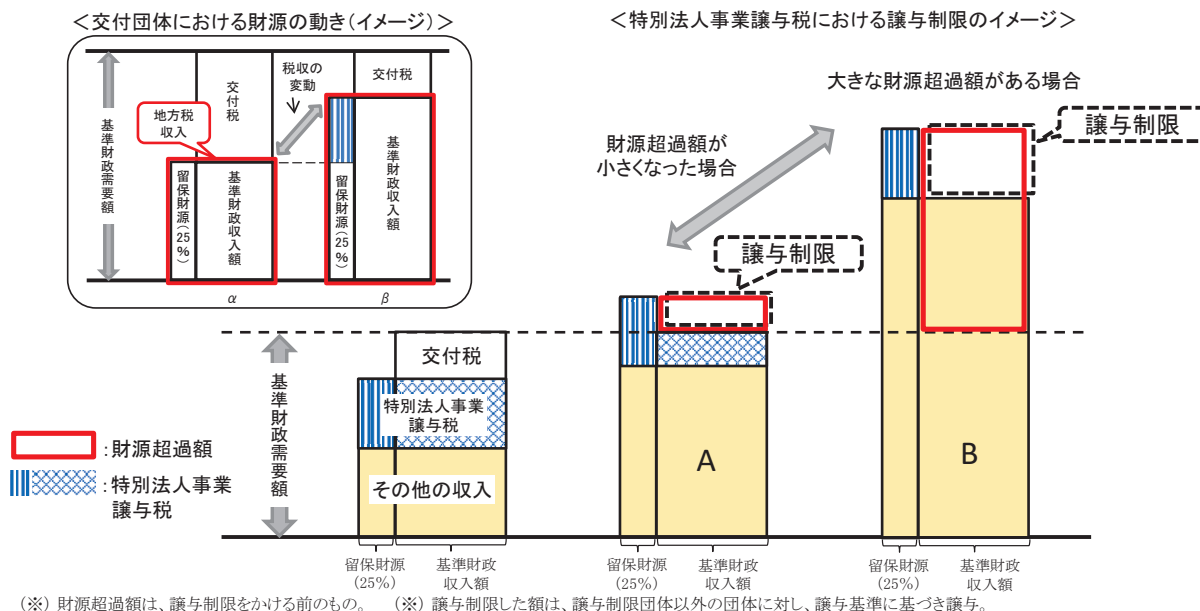 ＜交付団体における財源の動き(イメージ)＞
基準財政需要額
地方税
収入
交付税
留保財源(25%)
基準財政収入額
α
税収の
変動
交付税
留保財源(25%)
基準財政収入額
β
＜特別法人事業譲与税における譲与制限のイメージ＞
大きな財源超過額がある場合
譲与制限
財源超過額が
小さくなった場合
譲与制限
基準財政需要額
交付税
特別法人事業
譲与税
その他の収入
A
B
：財源超過額
：特別法人事業
譲与税
留保財源
(25%)
基準財政
収入額
留保財源
(25%)
基準財政
収入額
留保財源
(25%)
基準財政
収入額
(※) 財源超過額は、譲与制限をかける前のもの。
(※) 譲与制限した額は、譲与制限団体以外の団体に対し、譲与基準に基づき譲与。